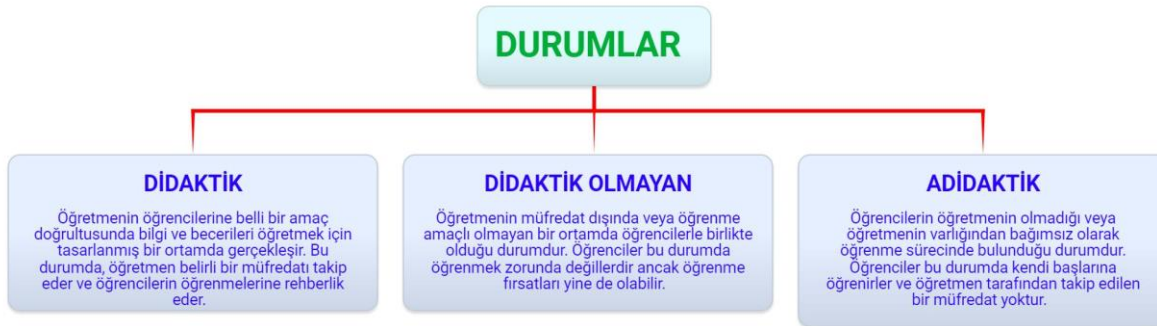 DURUMLAR
DİDAKTİK
Öğretmenin öğrencilerine belli bir amaç
doğrultusunda bilgi ve becerileri öğretmek için
tasarlanmış bir ortamda gerçekleşir. Bu
durumda, öğretmen belirli bir müfredatı takip
eder ve öğrencilerin öğrenmelerine rehberlik
eder.
DİDAKTİK OLMAYAN
Öğretmenin müfredat dışında veya öğrenme
amaçlı olmayan bir ortamda öğrencilerle birlikte
olduğu durumdur. Öğrenciler bu durumda
öğrenmek zorunda değillerdir ancak öğrenme
fırsatları yine de olabilir.
ADİDAKTİK
Öğrencilerin öğretmenin olmadığı veya
öğretmenin varlığından bağımsız olarak
öğrenme sürecinde bulunduğu durumdur.
Öğrenciler bu durumda kendi başlarına
öğrenirler ve öğretmen tarafından takip edilen
bir müfredat yoktur.